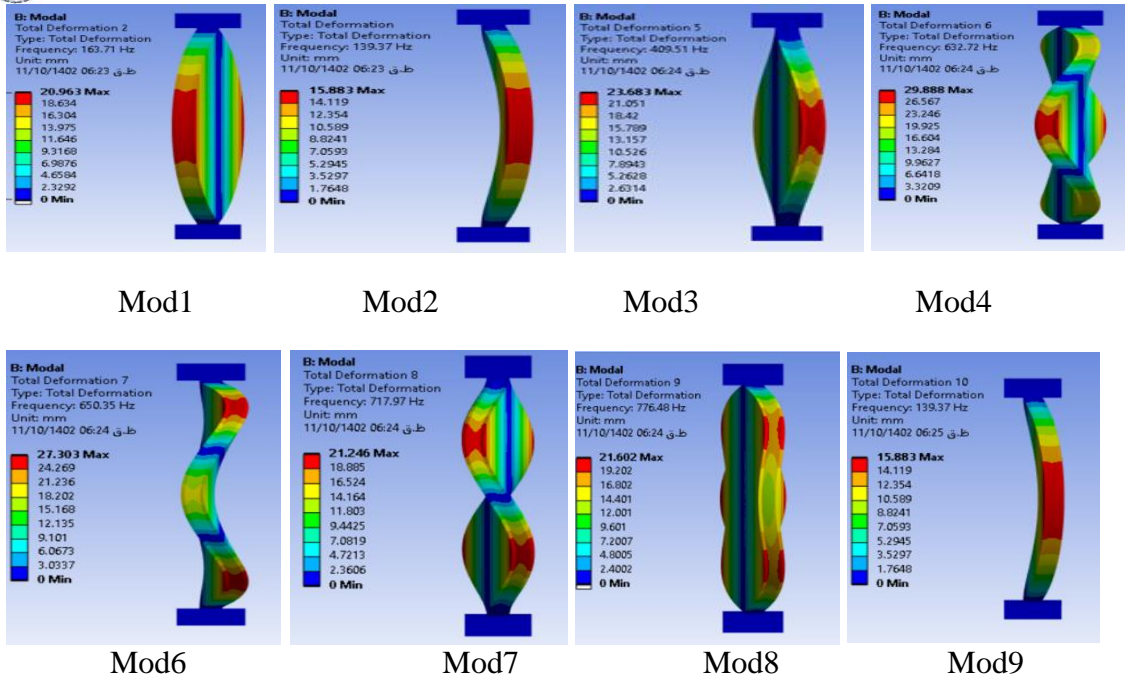 B: Modal
Total Deformation 2
Type: Total Deformation
Frequency: 163.71 Hz
Unit: mm
11/10/1402 06:23 ق.ظ
20.963 Max
18.634
16.304
13.975
11.646
9.3168
6.9876
4.6584
2.3292
0 Min
B: Modal
Total Deformation
Type: Total Deformation
Frequency: 139.37 Hz
Unit: mm
11/10/1402 06:23 ق.ظ
15.883 Max
14.119
12.354
10.589
8.8241
7.0593
5.2945
3.5297
1.7648
0 Min
B: Modal
Total Deformation 5
Type: Total Deformation
Frequency: 409.51 Hz
Unit: mm
11/10/1402 06:24 ق.ظ
23.683 Max
21.051
18.42
15.789
13.157
10.526
7.8943
5.2628
2.6314
0 Min
B: Modal
Total Deformation 6
Type: Total Deformation
Frequency: 632.72 Hz
Unit: mm
11/10/1402 06:24 ق.ظ
29.888 Max
26.567
23.246
19.925
16.604
13.284
9.9627
6.6418
3.3209
0 Min
Mod1 Mod2 Mod3 Mod4
B: Modal
Total Deformation 7
Type: Total Deformation
Frequency: 650.35 Hz
Unit: mm
11/10/1402 06:24 ق.ظ
27.303 Max
24.269
21.236
18.202
15.168
12.135
9.101
6.0673
3.0337
0 Min
B: Modal
Total Deformation 8
Type: Total Deformation
Frequency: 717.97 Hz
Unit: mm
11/10/1402 06:24 ق.ظ
21.246 Max
18.885
16.524
14.164
11.803
9.4425
7.0819
4.7213
2.3606
0 Min
B: Modal
Total Deformation 9
Type: Total Deformation
Frequency: 776.48 Hz
Unit: mm
11/10/1402 06:24 ق.ظ
21.602 Max
19.202
16.802
14.401
12.001
9.601
7.2007
4.8005
2.4002
0 Min
B: Modal
Total Deformation 10
Type: Total Deformation
Frequency: 139.37 Hz
Unit: mm
11/10/1402 06:25 ق.ظ
15.883 Max
14.119
12.354
10.589
8.8241
7.0593
5.2945
3.5297
1.7648
0 Min
Mod6 Mod7 Mod8 Mod9